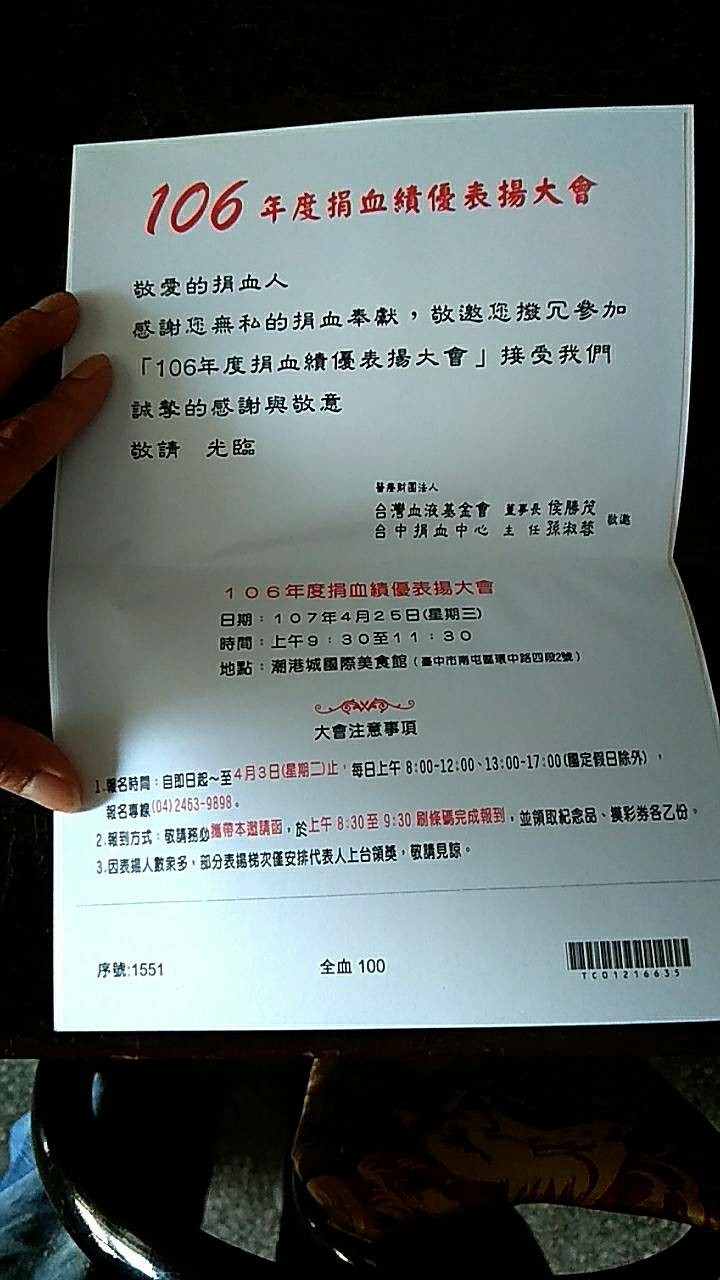 106 年度捐血績優表揚大會
敬愛的捐血人
感謝您無私的捐血奉獻，敬邀您撥冗參加
「106年度捐血績優表揚大會」接受我們
誠摯的感謝與敬意
敬請 光臨
醫療財團法人
台灣血液基金會 董事長 侯勝茂
台中捐血中心 主 任 孫淑蓉 敬邀
106年度捐血績優表揚大會
日期：107年4月25日(星期三)
時間：上午9：30至11：30
地點：潮港城國際美食館（臺中市南屯區環中路四段2號）
大會注意事項
1.報名時間：自即日起～至4月3日(星期二)止，每日上午 8:00-12:00、13:00-17:00(國定假日除外)，
報名專線(04)2463-9898。
2.報到方式：敬請務必攜帶本邀請函，於上午 8:30 至 9:30 刷條碼完成報到，並領取紀念品、摸彩券各乙份。
3.因表揚人數眾多，部分表揚梯次僅安排代表人上台領獎，敬請見諒。
序號:1551
全血 100
TC01216635